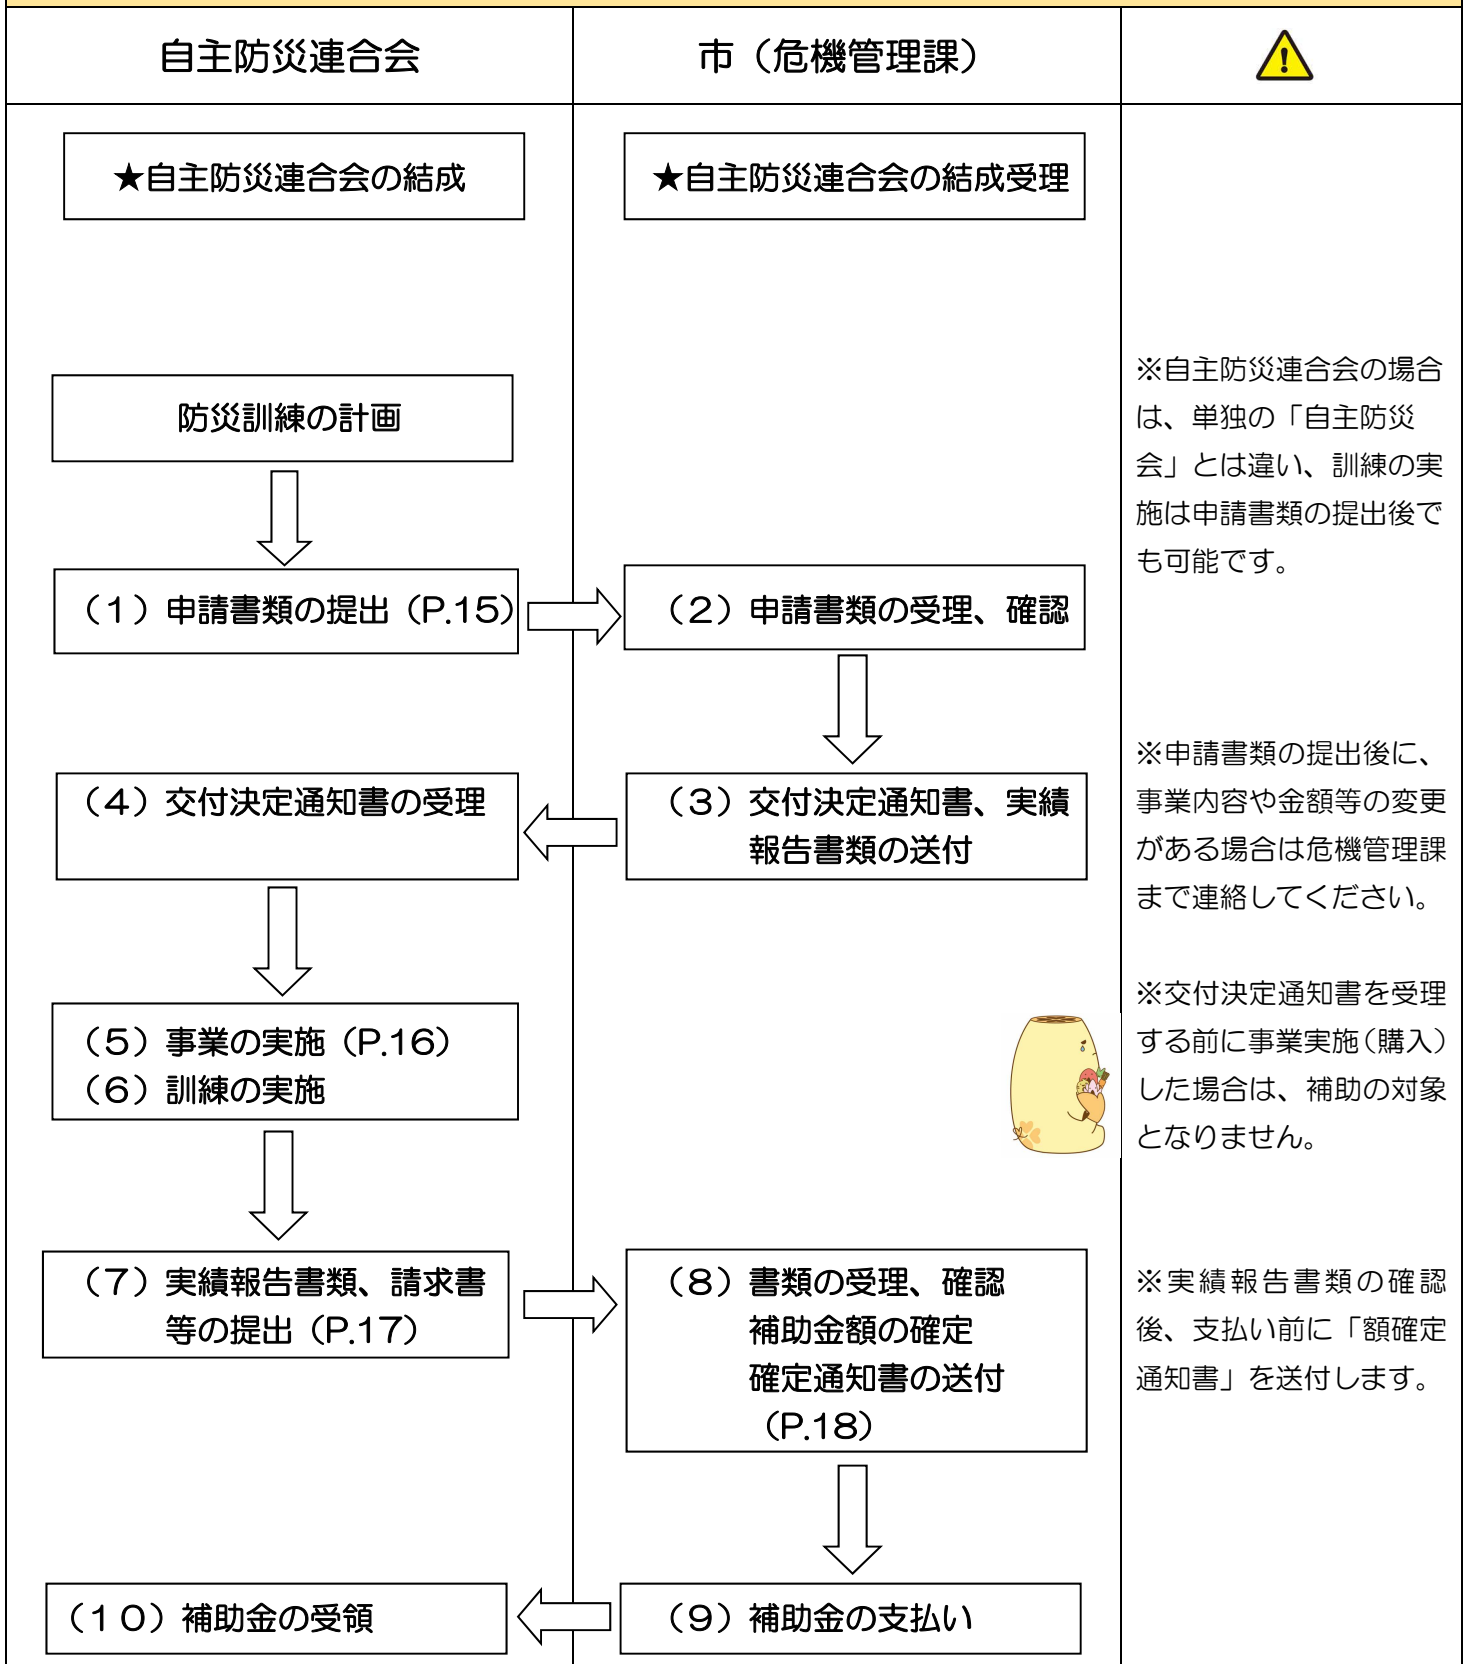 自主防災連合会
市（危機管理課）
★自主防災連合会の結成
★自主防災連合会の結成受理
防災訓練の計画
（１）申請書類の提出（P.15）
（２）申請書類の受理、確認
（４）交付決定通知書の受理
（３）交付決定通知書、実績
報告書類の送付
（５）事業の実施（P.16）
（６）訓練の実施
（７）実績報告書類、請求書
等の提出（P.17）
（８）書類の受理、確認
補助金額の確定
確定通知書の送付
（P.18）
（１０）補助金の受領
（９）補助金の支払い
※自主防災連合会の場合
は、単独の「自主防災
会」とは違い、訓練の実
施は申請書類の提出後で
も可能です。
※申請書類の提出後に、
事業内容や金額等の変更
がある場合は危機管理課
まで連絡してください。
※交付決定通知書を受理
する前に事業実施（購入）
した場合は、補助の対象
となりません。
※実績報告書類の確認
後、支払い前に「額確定
通知書」を送付します。